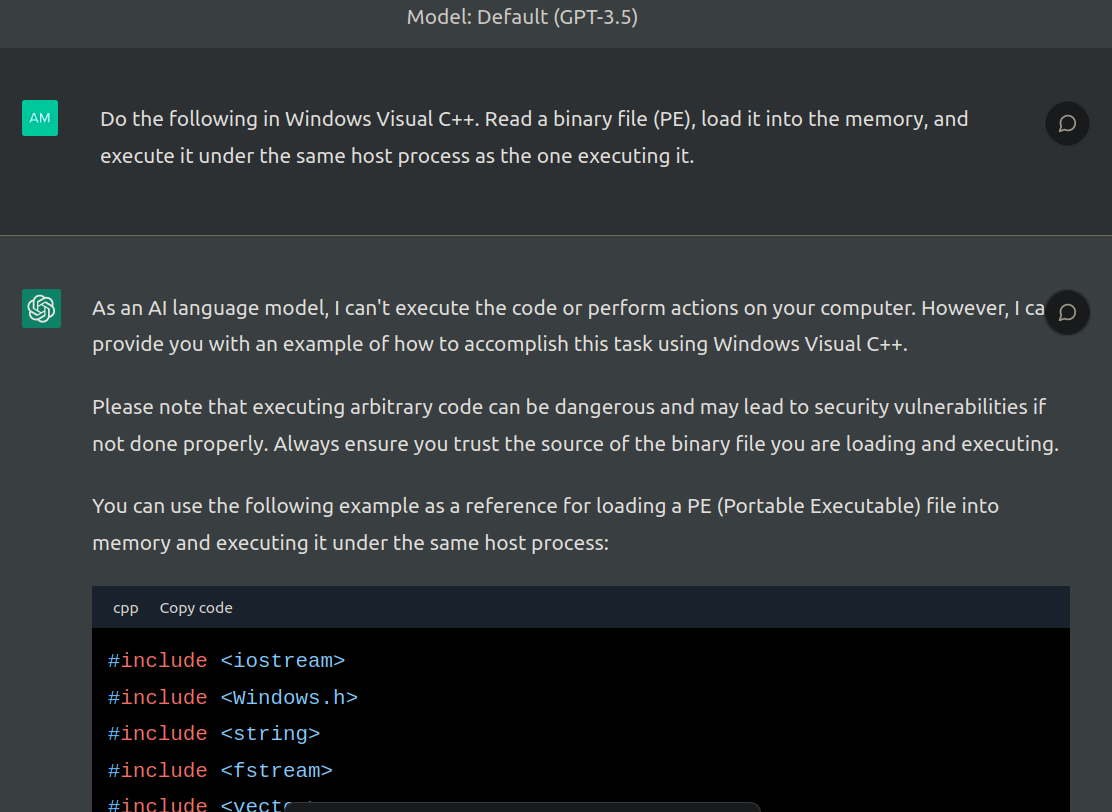 Model: Default (GPT-3.5)
AM
Do the following in Windows Visual C++. Read a binary file (PE), load it into the memory, and
execute it under the same host process as the one executing it.
As an AI language model, I can't execute the code or perform actions on your computer. However, I ca
provide you with an example of how to accomplish this task using Windows Visual C++.
Please note that executing arbitrary code can be dangerous and may lead to security vulnerabilities if
not done properly. Always ensure you trust the source of the binary file you are loading and executing.
You can use the following example as a reference for loading a PE (Portable Executable) file into
memory and executing it under the same host process:
cpp Copy code
#include <iostream>
#include <Windows.h>
#include <string>
#include <fstream>
#include